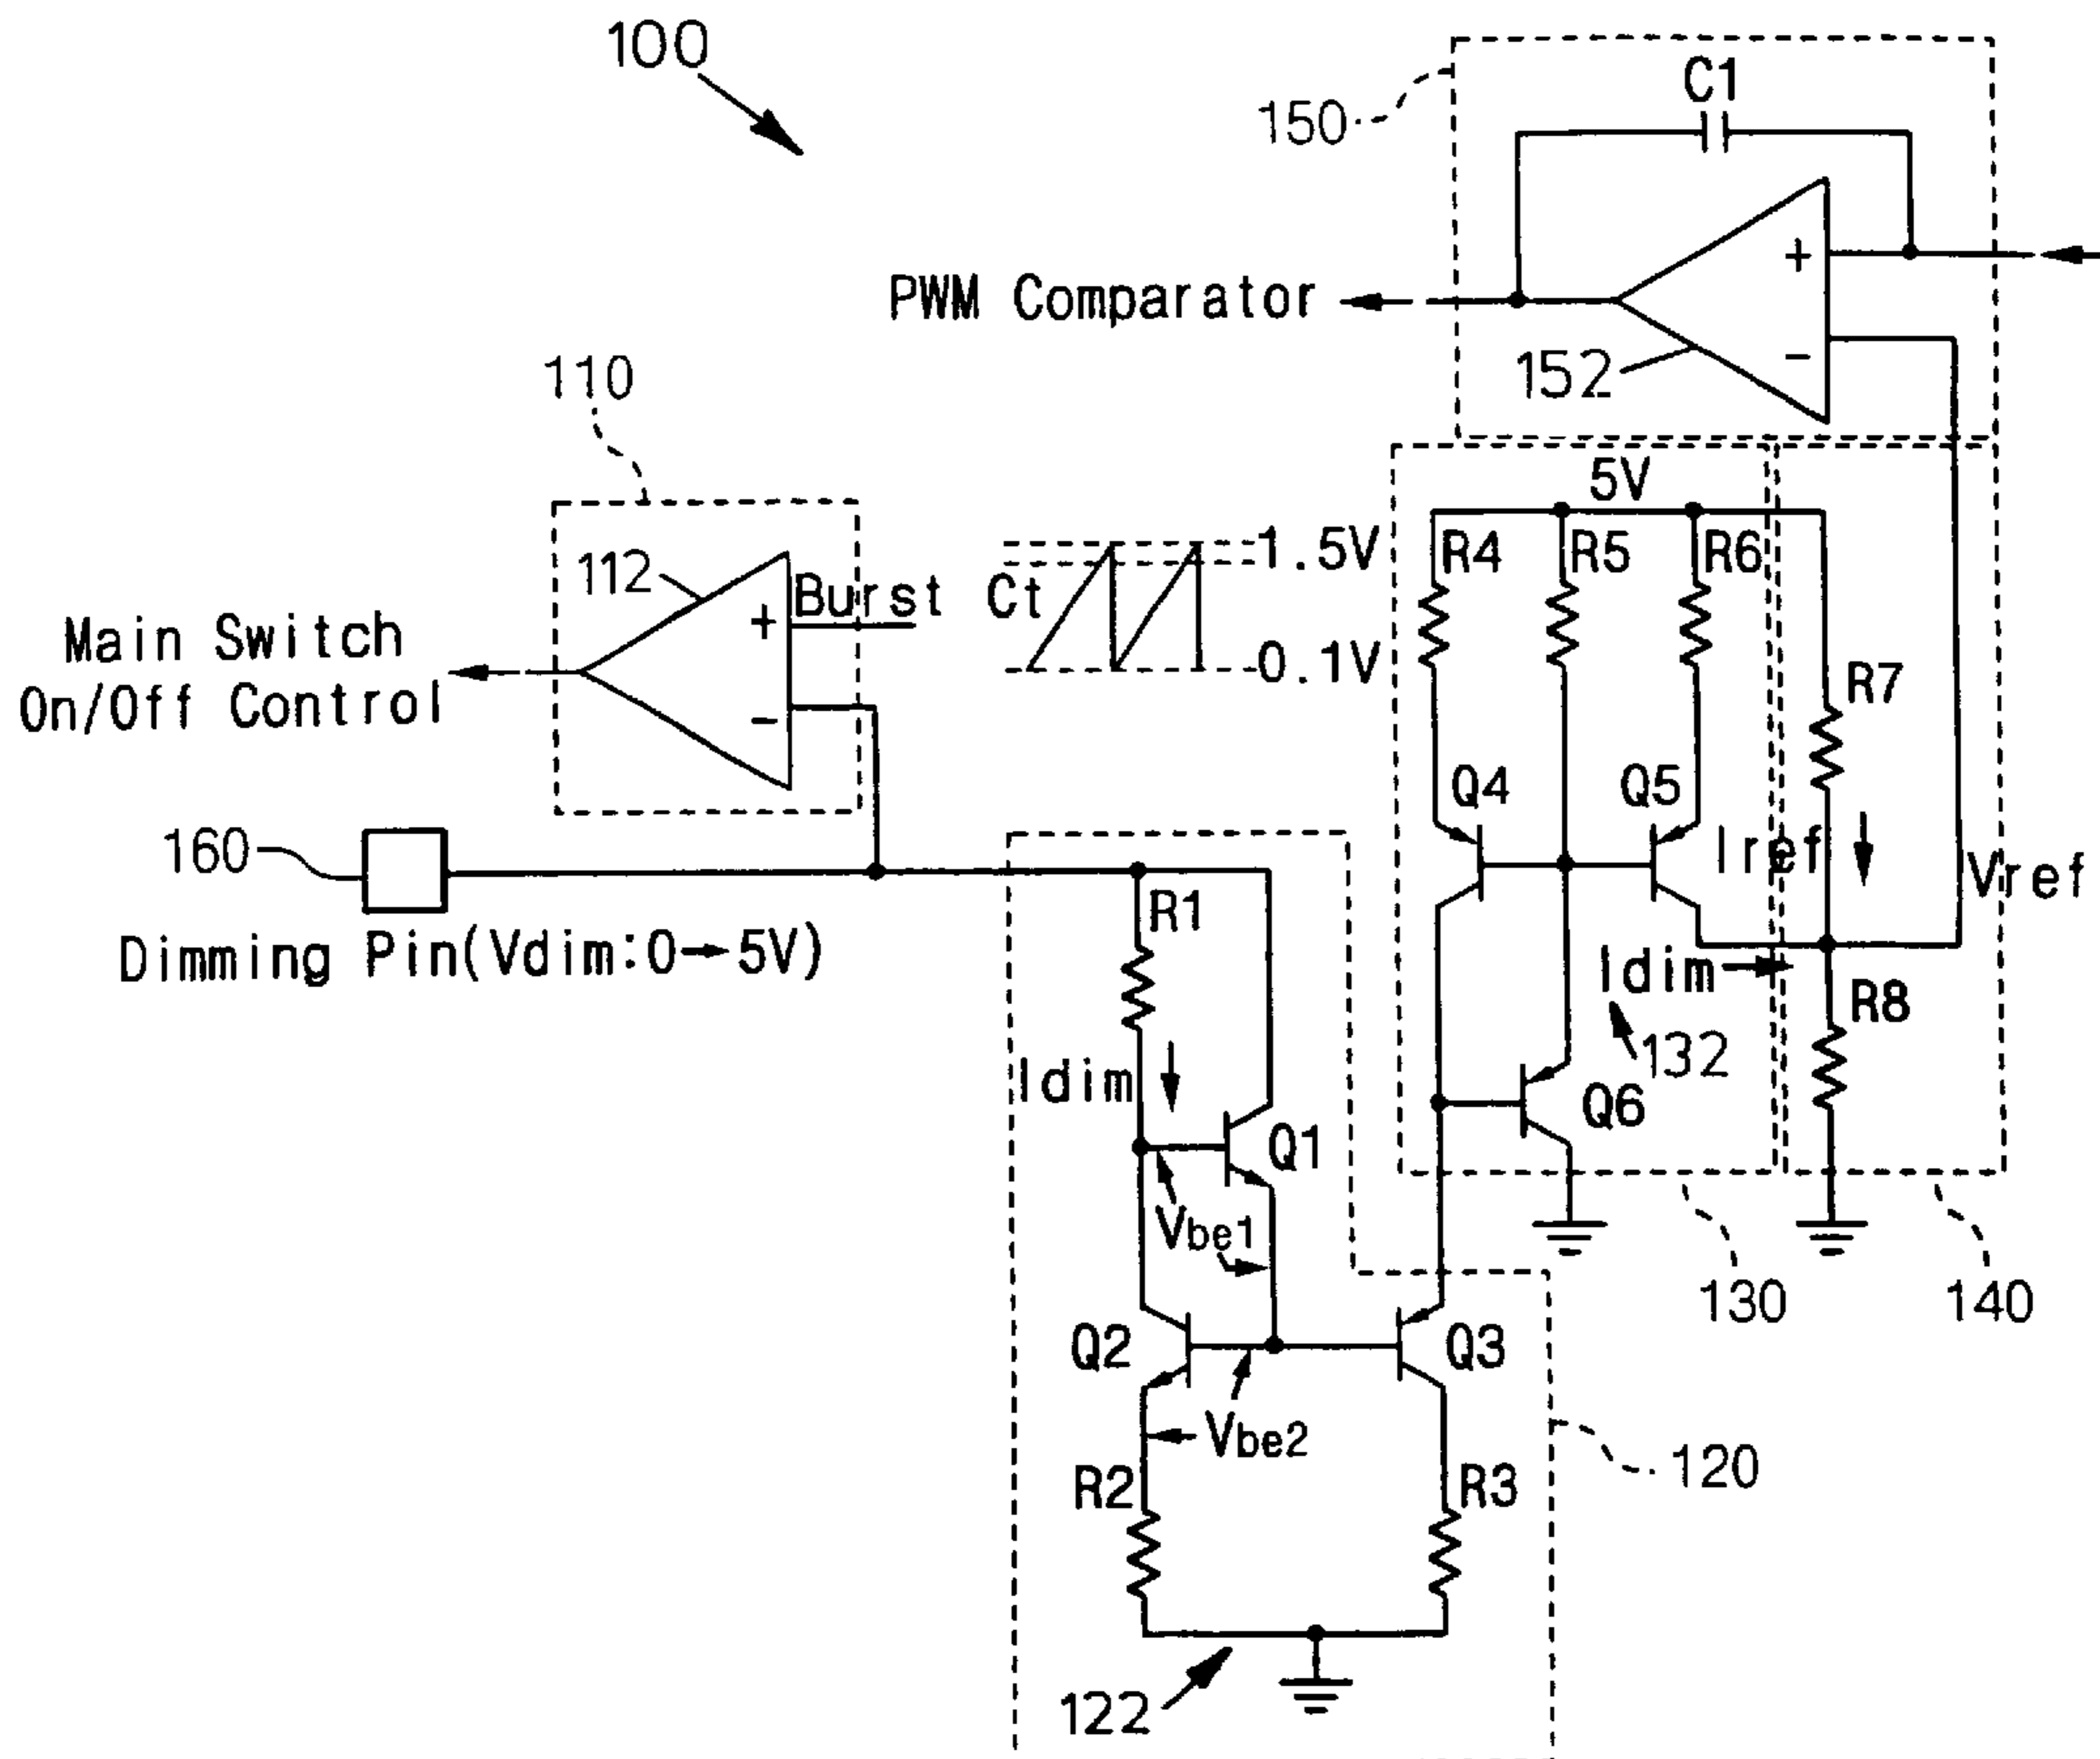 100
150
C1
+
PWM Comparator
-
152
110
5V
112
Burst
Ct
1.5V
R4
R5
R6
+
Main Switch
On/Off Control
0.1V
R7
-
Q4
Q5
160
Iref
Vref
R1
Dimming Pin(Vdim:0→5V)
Idim
R8
132
Idim
Q6
Q1
Vbe1
130
140
Q2
Q3
Vbe2
120
R2
R3
122